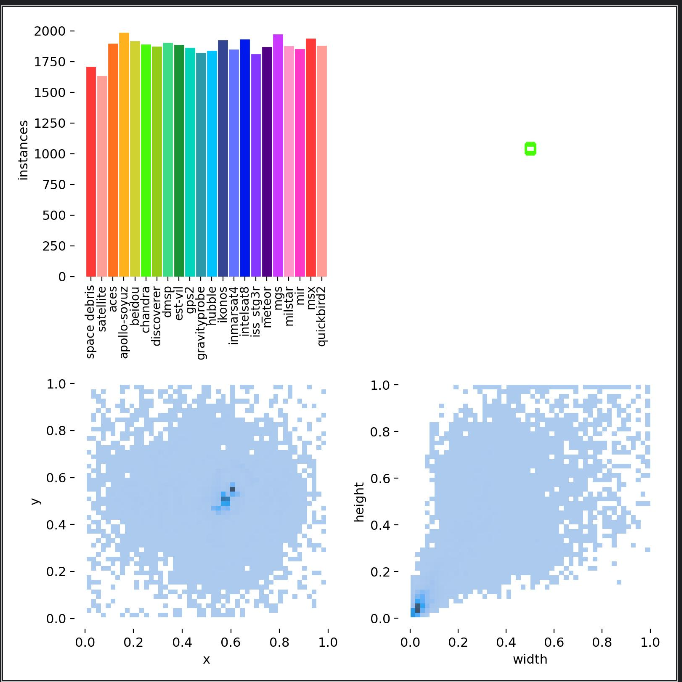 2000
1750
1500
1250
1000
750
500
250
0
instances
space debris
satellite
aces
apollo-soyuz
beidou
chandra
discoverer
dmsp
est-vil
gps2
gravityprobe
hubble
ikonos
inmarsat4
intelsat8
iss_stg3r
meteor
mgs
milstar
mir
msx
quickbird2
1.0
0.8
0.6
0.4
0.2
0.0
y
0.0 0.2 0.4 0.6 0.8 1.0
x
1.0
0.8
0.6
0.4
0.2
0.0
height
0.0 0.2 0.4 0.6 0.8 1.0
width